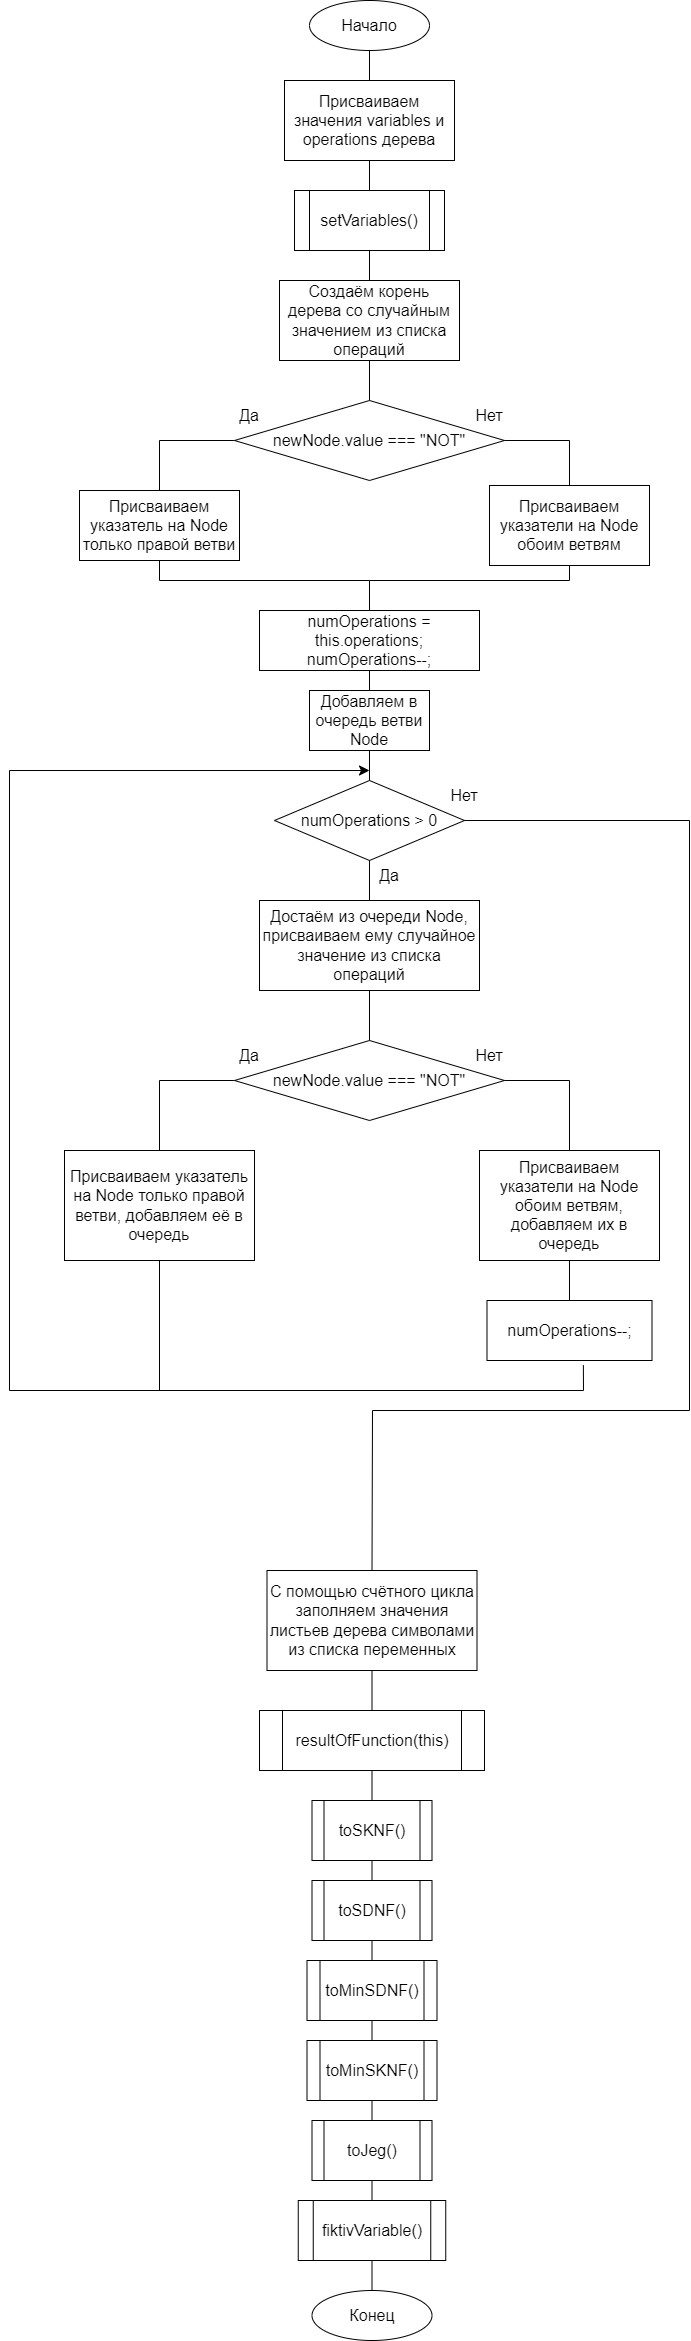 Начало
Присваиваем
значения variables и
operations дерева
setVariables()
Создаём корень
дерева со случайным
значением из списка
операций
Да
Нет
newNode.value === "NOT"
Присваиваем
указатель на Node
только правой ветви
Присваиваем
указатели на Node
обоим ветвям
numOperations =
this.operations;
numOperations--;
Добавляем в
очередь ветви
Node
Нет
numOperations > 0
Да
Достаём из очереди Node,
присваиваем ему случайное
значение из списка
операций
Да
Нет
newNode.value === "NOT"
Присваиваем указатель
на Node только правой
ветви, добавляем её в
очередь
Присваиваем
указатели на Node
обоим ветвям,
добавляем их в
очередь
numOperations--;
С помощью счётного цикла
заполняем значения
листьев дерева символами
из списка переменных
resultOfFunction(this)
toSKNF()
toSDNF()
toMinSDNF()
toMinSKNF()
toJeg()
fiktivVariable()
Конец